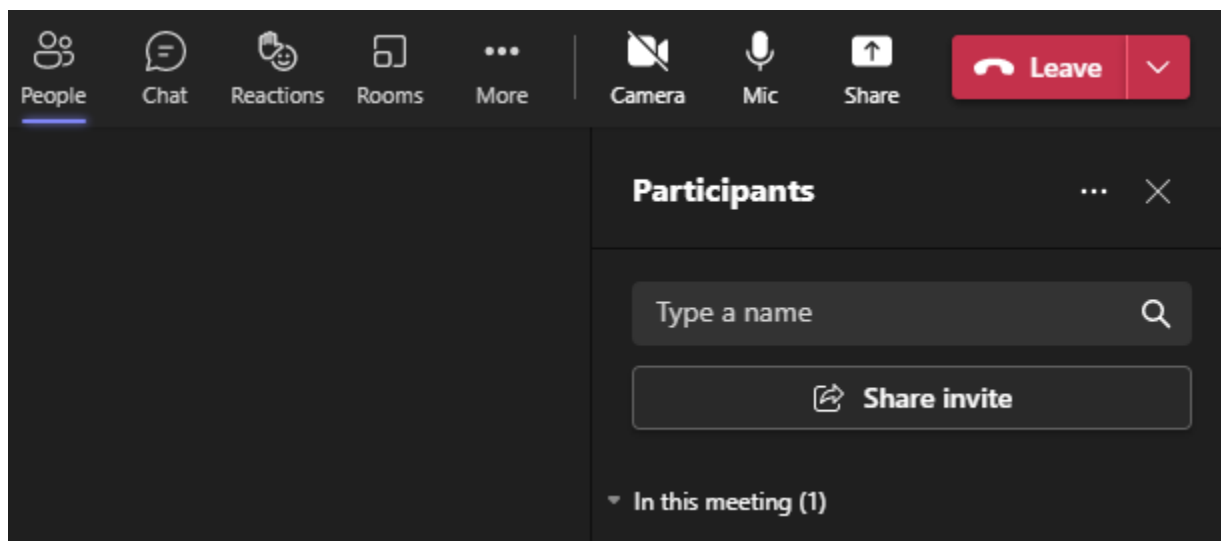 People Chat Reactions Rooms More Camera Mic Share Leave
Participants
Type a name
Share invite
In this meeting (1)